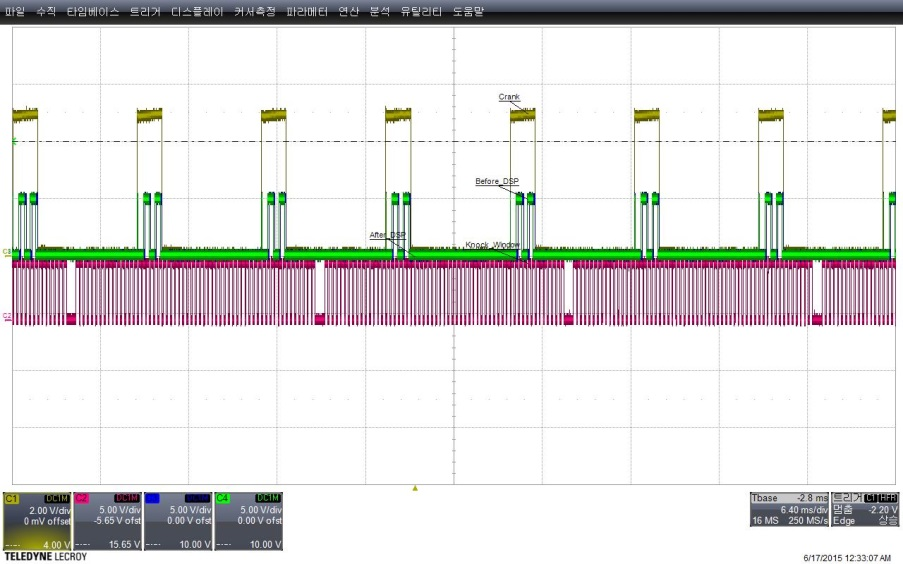 파일 수직 타임베이스 트리거 디스플레이 커서측정 파라메터 연산 분석 유틸리티 도움말
Crank
Before_DSP
After_DSP
Knock_Window
C2
C1 DC1M
2.00 V/div
0 mV offset
4.00 V
C2 DC1M
5.00 V/div
-5.65 V ofst
15.65 V
5.00 V/div
0.00 V ofst
10.00 V
C4 DC1M
5.00 V/div
0.00 V ofst
10.00 V
Tbase -2.8 ms
6.40 ms/div
16 MS 250 MS/s
트리거 C1 HFR
멈춤 -2.20 V
Edge 상승
TELEDYNE LECROY
6/17/2015 12:33:07 AM